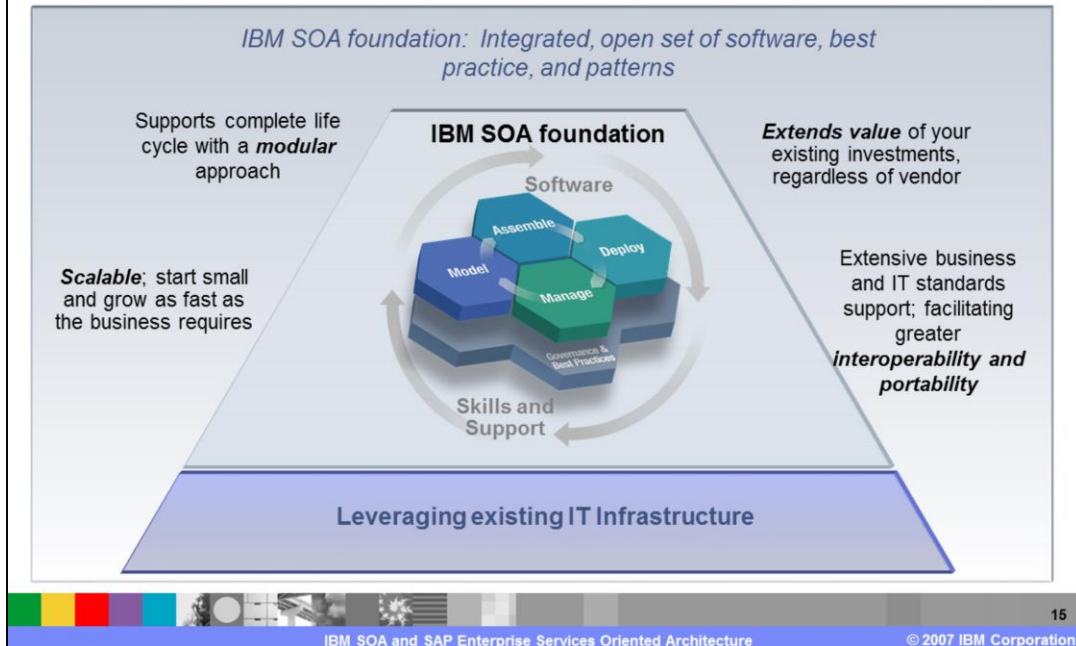 IBM SOA foundation: Integrated, open set of software, best
practice, and patterns
Supports complete life
cycle with a modular
approach
Scalable; start small
and grow as fast as
the business requires
IBM SOA foundation
Software
Assemble
Deploy
Model
Manage
Governance &
Best Practices
Skills and
Support
Extends value of your
existing investments,
regardless of vendor
Extensive business
and IT standards
support; facilitating
greater
interoperability and
portability
Leveraging existing IT Infrastructure
15
IBM SOA and SAP Enterprise Services Oriented Architecture
© 2007 IBM Corporation